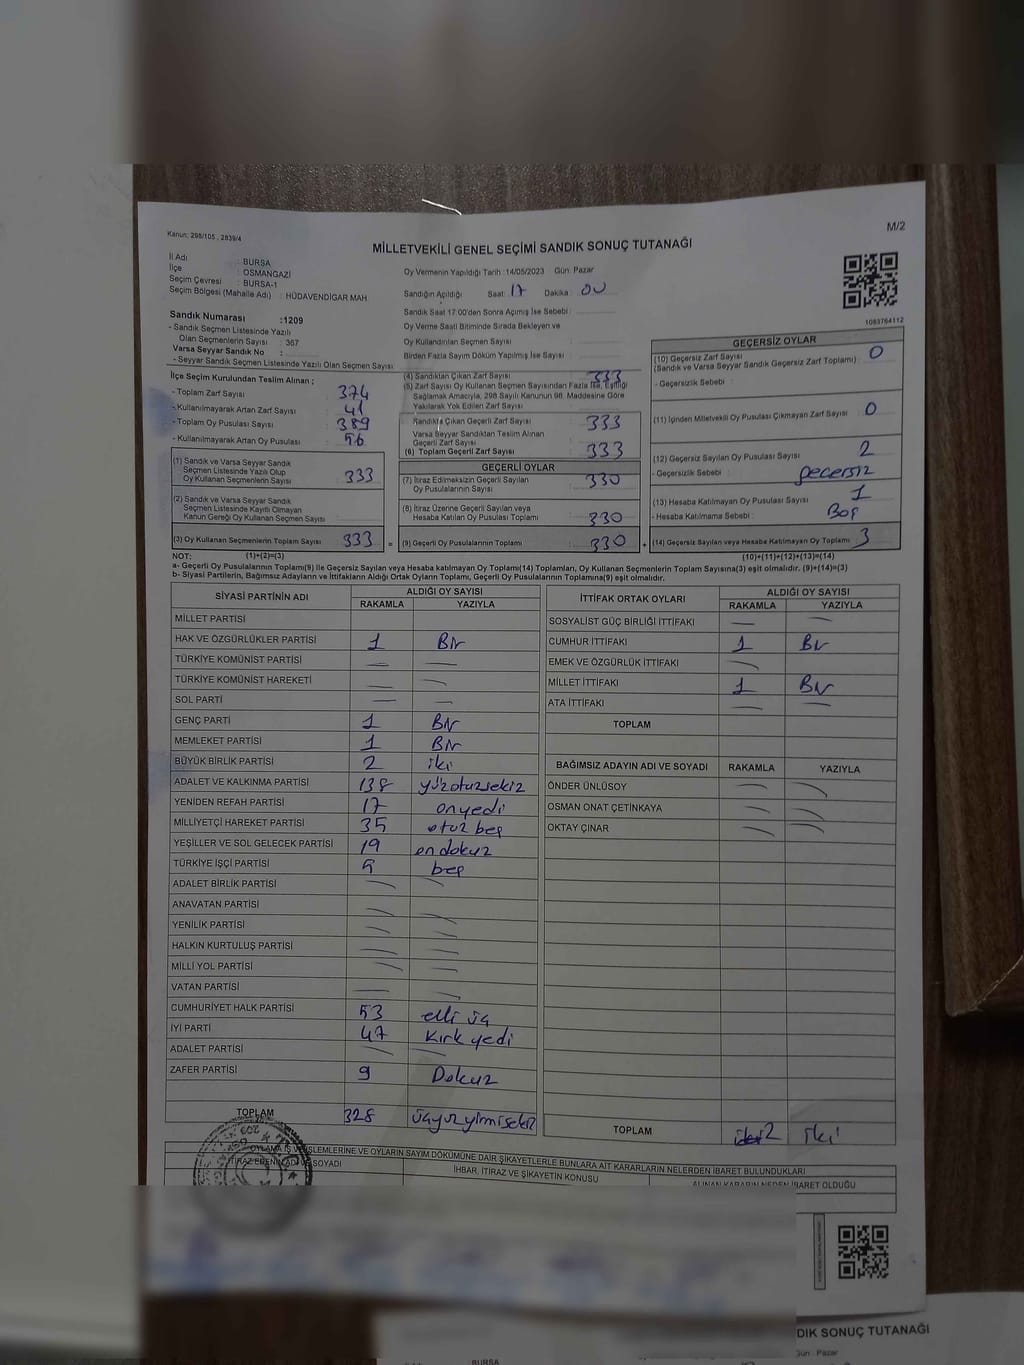 Kanun: 298/105 , 2839/4
M/2
MİLLETVEKİLİ GENEL SEÇİMİ SANDIK SONUÇ TUTANAĞI
İl Adı : BURSA
İlçe : OSMANGAZİ
Seçim Çevresi : BURSA-1
Seçim Bölgesi (Mahalle Adı) : HÜDAVENDİGAR MAH
Oy Vermenin Yapıldığı Tarih : 14/05/2023 Gün: Pazar
Sandığın Açıldığı Saat: 17 Dakika: 00
Sandık Saat 17:00'den Sonra Açılmış İse Sebebi :
Oy Verme Saati Bitiminde Sırada Bekleyen ve
Oy Kullandırılan Seçmen Sayısı :
Birden Fazla Sayım Döküm Yapılmış İse Sayısı :
1083764112
Sandık Numarası :1209
- Sandık Seçmen Listesinde Yazılı
Olan Seçmenlerin Sayısı : 367
Varsa Seyyar Sandık No :
- Seyyar Sandık Seçmen Listesinde Yazılı Olan Seçmen Sayısı
İlçe Seçim Kurulundan Teslim Alınan ;
- Toplam Zarf Sayısı : 374
- Kullanılmayarak Artan Zarf Sayısı : 41
- Toplam Oy Pusulası Sayısı : 389
- Kullanılmayarak Artan Oy Pusulası : 56
(1) Sandık ve Varsa Seyyar Sandık
Seçmen Listesinde Yazılı Olup
Oy Kullanan Seçmenlerin Sayısı : 333
(2) Sandık ve Varsa Seyyar Sandık
Seçmen Listesinde Kayıtlı Olmayan
Kanun Gereği Oy Kullanan Seçmen Sayısı :
(3) Oy Kullanan Seçmenlerin Toplam Sayısı : 333 =
(4) Sandıktan Çıkan Zarf Sayısı : 333
(5) Zarf Sayısı Oy Kullanan Seçmen Sayısından Fazla İse, Eşitliği
Sağlamak Amacıyla, 298 Sayılı Kanunun 98. Maddesine Göre
Yakılarak Yok Edilen Zarf Sayısı :
Sandıkta Çıkan Geçerli Zarf Sayısı : 333
Varsa Seyyar Sandıktan Teslim Alınan
Geçerli Zarf Sayısı :
(6) Toplam Geçerli Zarf Sayısı : 333
GEÇERLİ OYLAR
(7) İtiraz Edilmeksizin Geçerli Sayılan
Oy Pusulalarının Sayısı : 330
(8) İtiraz Üzerine Geçerli Sayılan veya
Hesaba Katılan Oy Pusulası Toplamı : 330
(9) Geçerli Oy Pusulalarının Toplamı : 330 +
GEÇERSİZ OYLAR
(10) Geçersiz Zarf Sayısı
(Sandık ve Varsa Seyyar Sandık Geçersiz Zarf Toplamı) : 0
- Geçersizlik Sebebi :
(11) İçinden Milletvekili Oy Pusulası Çıkmayan Zarf Sayısı : 0
(12) Geçersiz Sayılan Oy Pusulası Sayısı : 2
- Geçersizlik Sebebi : geçersiz
(13) Hesaba Katılmayan Oy Pusulası Sayısı : 1
- Hesaba Katılmama Sebebi : Boş
(14) Geçersiz Sayılan veya Hesaba Katılmayan Oy Toplamı : 3
NOT: (1)+(2)=(3) (10)+(11)+(12)+(13)=(14)
a- Geçerli Oy Pusulalarının Toplamı(9) ile Geçersiz Sayılan veya Hesaba katılmayan Oy Toplamı(14) Toplamları, Oy Kullanan Seçmenlerin Toplam Sayısına(3) eşit olmalıdır. (9)+(14)=(3)
b- Siyasi Partilerin, Bağımsız Adayların ve İttifakların Aldığı Ortak Oyların Toplamı, Geçerli Oy Pusulalarının Toplamına(9) eşit olmalıdır.
SİYASİ PARTİNİN ADI ALDIĞI OY SAYISI
RAKAMLA YAZIYLA
MİLLET PARTİSİ
HAK VE ÖZGÜRLÜKLER PARTİSİ 1 Bir
TÜRKİYE KOMÜNİST PARTİSİ — —
TÜRKİYE KOMÜNİST HAREKETİ — —
SOL PARTİ — —
GENÇ PARTİ 1 Bir
MEMLEKET PARTİSİ 1 Bir
BÜYÜK BİRLİK PARTİSİ 2 iki
ADALET VE KALKINMA PARTİSİ 138 yüzotuzsekiz
YENİDEN REFAH PARTİSİ 17 onyedi
MİLLİYETÇİ HAREKET PARTİSİ 35 otuz beş
YEŞİLLER VE SOL GELECEK PARTİSİ 19 on dokuz
TÜRKİYE İŞÇİ PARTİSİ 5 beş
ADALET BİRLİK PARTİSİ — —
ANAVATAN PARTİSİ — —
YENİLİK PARTİSİ — —
HALKIN KURTULUŞ PARTİSİ — —
MİLLİ YOL PARTİSİ — —
VATAN PARTİSİ — —
CUMHURİYET HALK PARTİSİ 53 elli üç
İYİ PARTİ 47 kırk yedi
ADALET PARTİSİ — —
ZAFER PARTİSİ 9 Dokuz
TOPLAM 328 üçyüzyirmisekiz
İTTİFAK ORTAK OYLARI ALDIĞI OY SAYISI
RAKAMLA YAZIYLA
SOSYALİST GÜÇ BİRLİĞİ İTTİFAKI — —
CUMHUR İTTİFAKI 1 Bir
EMEK VE ÖZGÜRLÜK İTTİFAKI —
MİLLET İTTİFAKI 1 Bir
ATA İTTİFAKI — —
TOPLAM
BAĞIMSIZ ADAYIN ADI VE SOYADI RAKAMLA YAZIYLA
ÖNDER ÜNLÜSOY — —
OSMAN ONAT ÇETİNKAYA — —
OKTAY ÇINAR — —
TOPLAM 2 iki
OYLAMA İŞLEMLERİNE VE OYLARIN SAYIM DÖKÜMÜNE DAİR ŞİKAYETLERLE BUNLARA AİT KARARLARIN NELERDEN İBARET BULUNDUKLARI
İTİRAZ EDENİN ADI VE SOYADI
İHBAR, İTİRAZ VE ŞİKAYETİN KONUSU
ALINAN KARARIN NEDEN İBARET OLDUĞU
DIK SONUÇ TUTANAĞI
Gün : Pazar
BURSA